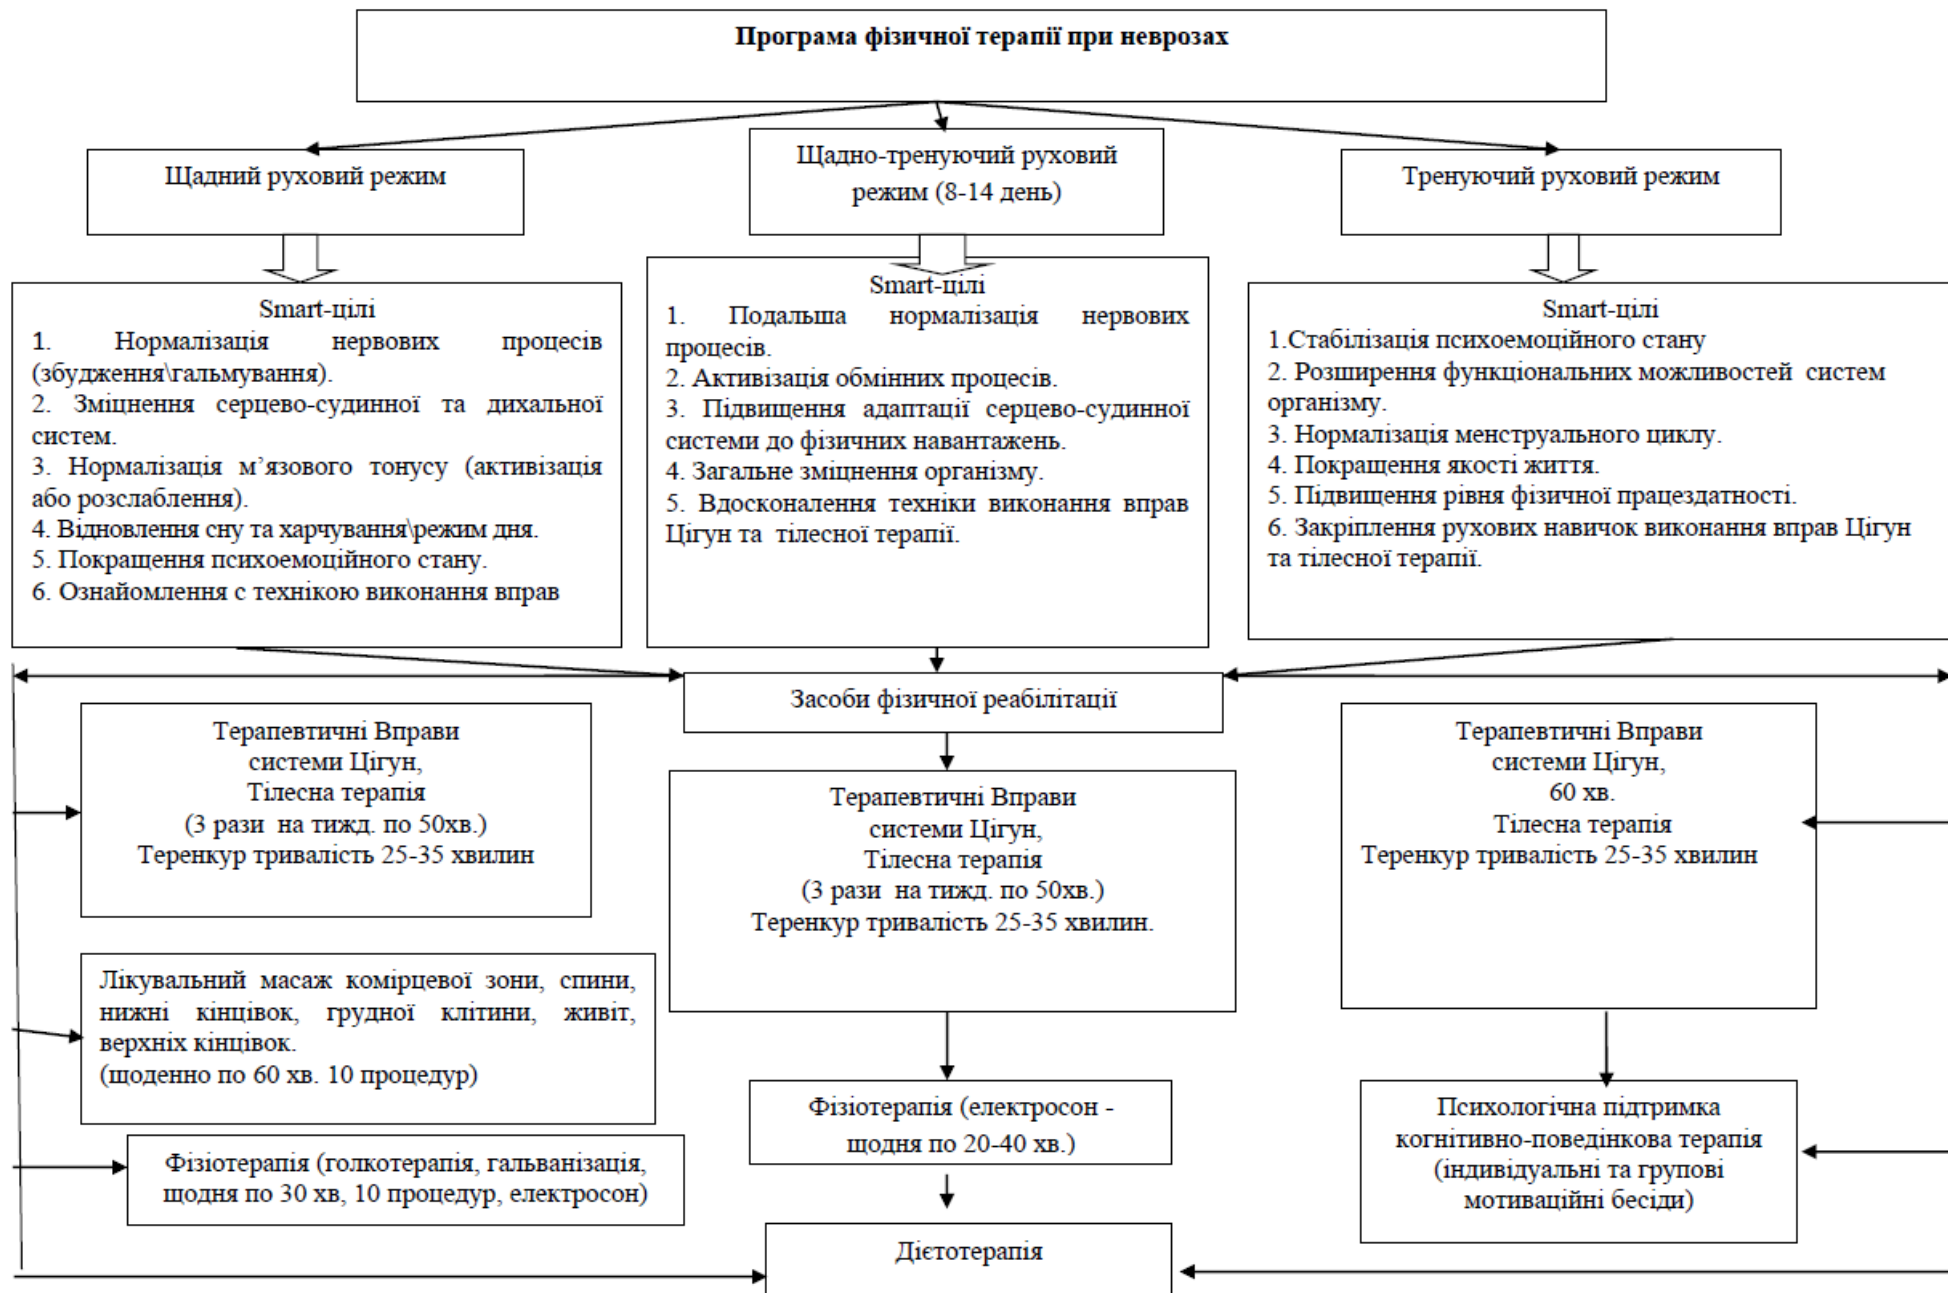 Програма фізичної терапії при неврозах
Щадний руховий режим
Щадно-тренуючий руховий
режим (8-14 день)
Тренуючий руховий режим
Smart-цілі
1. Нормалізація нервових процесів
(збудження\гальмування).
2. Зміцнення серцево-судинної та дихальної
систем.
3. Нормалізація м’язового тонусу (активізація
або розслаблення).
4. Відновлення сну та харчування\режим дня.
5. Покращення психоемоційного стану.
6. Ознайомлення с технікою виконання вправ
Smart-цілі
1. Подальша нормалізація нервових
процесів.
2. Активізація обмінних процесів.
3. Підвищення адаптації серцево-судинної
системи до фізичних навантажень.
4. Загальне зміцнення організму.
5. Вдосконалення техніки виконання вправ
Цігун та тілесної терапії.
Smart-цілі
1.Стабілізація психоемоційного стану
2. Розширення функціональних можливостей систем
організму.
3. Нормалізація менструального циклу.
4. Покращення якості життя.
5. Підвищення рівня фізичної працездатності.
6. Закріплення рухових навичок виконання вправ Цігун
та тілесної терапії.
Засоби фізичної реабілітації
Терапевтичні Вправи
системи Цігун,
Тілесна терапія
(3 рази на тижд. по 50хв.)
Теренкур тривалість 25-35 хвилин
Лікувальний масаж комірцевої зони, спини,
нижні кінцівок, грудної клітини, живіт,
верхніх кінцівок.
(щоденно по 60 хв. 10 процедур)
Фізіотерапія (голкотерапія, гальванізація,
щодня по 30 хв, 10 процедур, електросон)
Терапевтичні Вправи
системи Цігун,
Тілесна терапія
(3 рази на тижд. по 50хв.)
Теренкур тривалість 25-35 хвилин.
Фізіотерапія (електросон -
щодня по 20-40 хв.)
Дієтотерапія
Терапевтичні Вправи
системи Цігун,
60 хв.
Тілесна терапія
Теренкур тривалість 25-35 хвилин
Психологічна підтримка
когнітивно-поведінкова терапія
(індивідуальні та групові
мотиваційні бесіди)